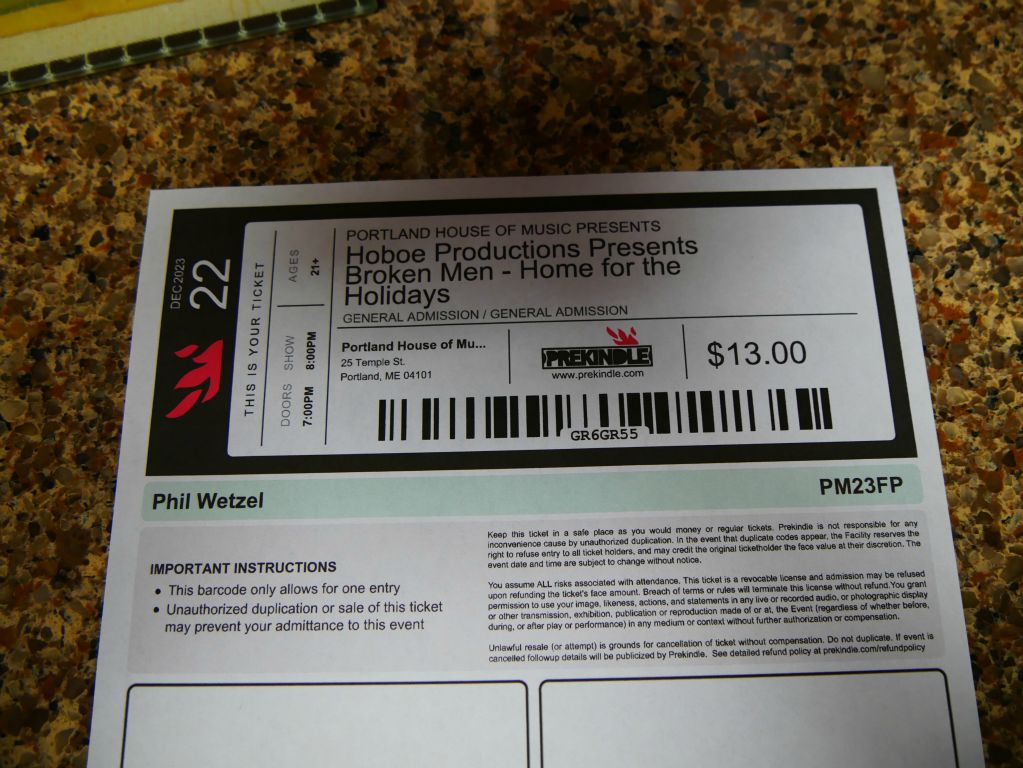 DEC2023
22
THIS IS YOUR TICKET
AGES
21+
DOORS SHOW
7:00PM 8:00PM
PORTLAND HOUSE OF MUSIC PRESENTS
Hoboe Productions Presents
Broken Men - Home for the
Holidays
GENERAL ADMISSION / GENERAL ADMISSION
Portland House of Mu...
25 Temple St.
Portland, ME 04101
PREKINDLE
www.prekindle.com
$13.00
GR6GR55
Phil Wetzel
PM23FP
IMPORTANT INSTRUCTIONS
• This barcode only allows for one entry
• Unauthorized duplication or sale of this ticket
may prevent your admittance to this event
Keep this ticket in a safe place as you would money or regular tickets. Prekindle is not responsible for any
inconvenience cause by unauthorized duplication. In the event that duplicate codes appear, the Facility reserves the
right to refuse entry to all ticket holders, and may credit the original ticketholder the face value at their discretion. The
event date and time are subject to change without notice.
You assume ALL risks associated with attendance. This ticket is a revocable license and admission may be refused
upon refunding the ticket's face amount. Breach of terms or rules will terminate this license without refund.You grant
permission to use your image, likeness, actions, and statements in any live or recorded audio, or photographic display
or other transmission, exhibition, publication or reproduction made of or at, the Event (regardless of whether before,
during, or after play or performance) in any medium or context without further authorization or compensation.
Unlawful resale (or attempt) is grounds for cancellation of ticket without compensation. Do not duplicate. If event is
cancelled followup details will be publicized by Prekindle. See detailed refund policy at prekindle.com/refundpolicy